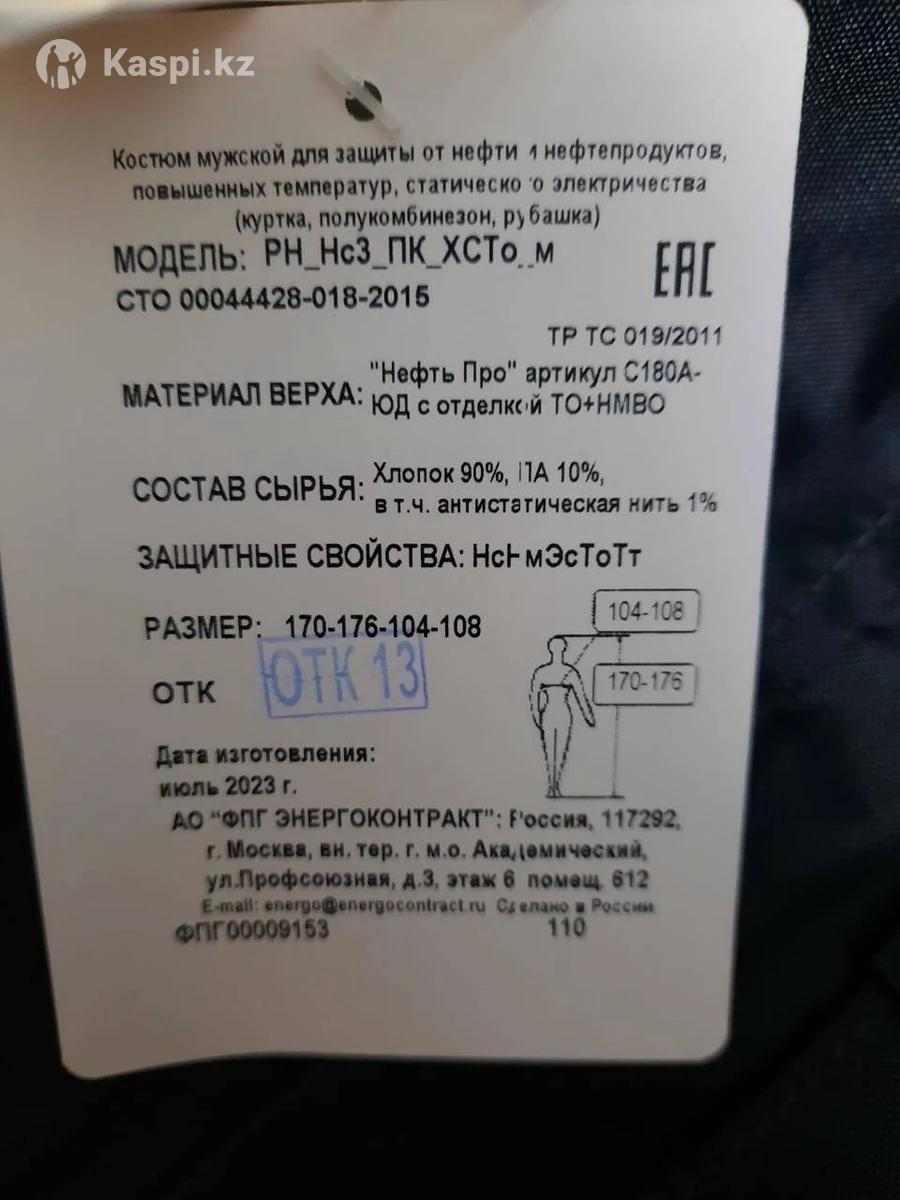 Kaspi.kz
Костюм мужской для защиты от нефти и нефтепродуктов,
повышенных температур, статического электричества
(куртка, полукомбинезон, рубашка)
МОДЕЛЬ: РН_Нс3_ПК_ХСТо_м
СТО 00044428-018-2015
ЕАС
ТР ТС 019/2011
МАТЕРИАЛ ВЕРХА: "Нефть Про" артикул С180А-
ЮД с отделкой ТО+НМВО
СОСТАВ СЫРЬЯ: Хлопок 90%, ПА 10%,
в т.ч. антистатическая нить 1%
ЗАЩИТНЫЕ СВОЙСТВА: НсНмЭсТоТт
104-108
РАЗМЕР: 170-176-104-108
170-176
ОТК ОТК 13
Дата изготовления:
июль 2023 г.
АО "ФПГ ЭНЕРГОКОНТРАКТ": Россия, 117292,
г. Москва, вн. тер. г. м.о. Академический,
ул.Профсоюзная, д.3, этаж 6 помещ. 612
E-mail: energo@energocontract.ru Сделано в России
ФПГ00009153 110